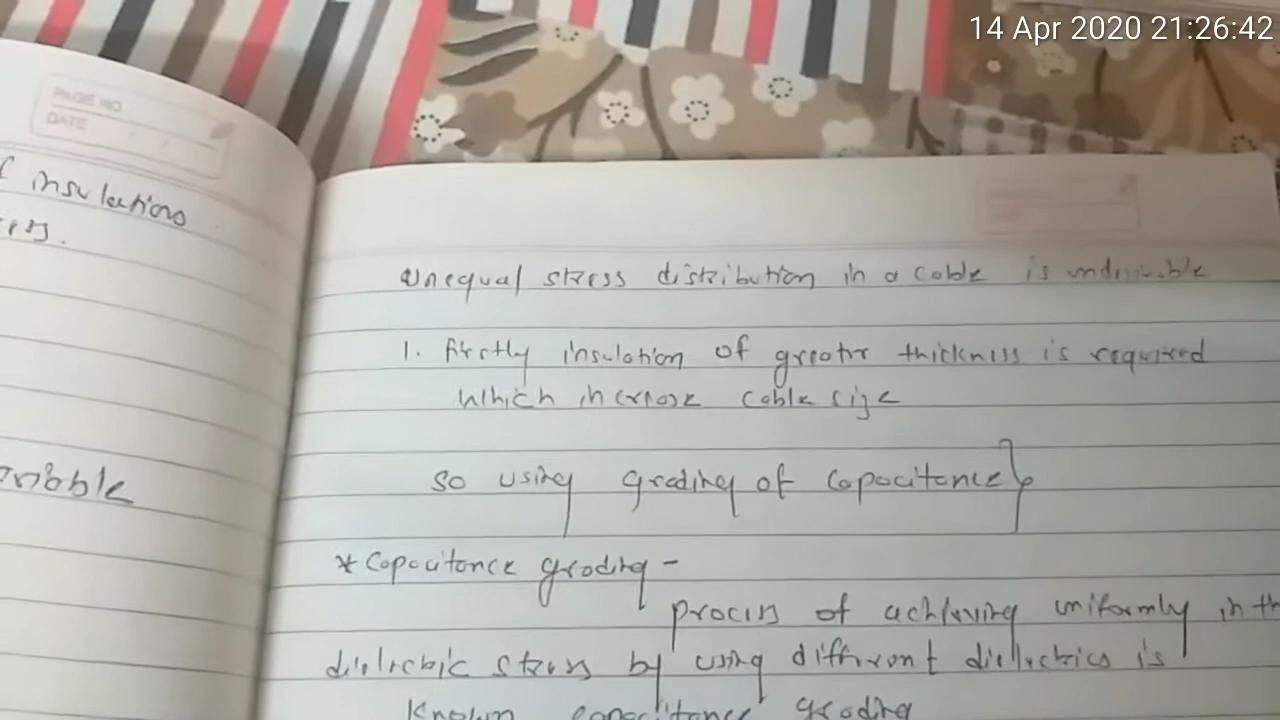 14 Apr 2020 21:26:42
PAGE NO.
DATE
insulations
Unequal stress distribution in a cable is undesirable
1. firstly insulation of greater thickness is required
which increase cable size
so using grading of capacitance
* Capacitance grading -
process of achieving uniformly in th
dielectric stress by using different dielectrics is
known capacitance grading